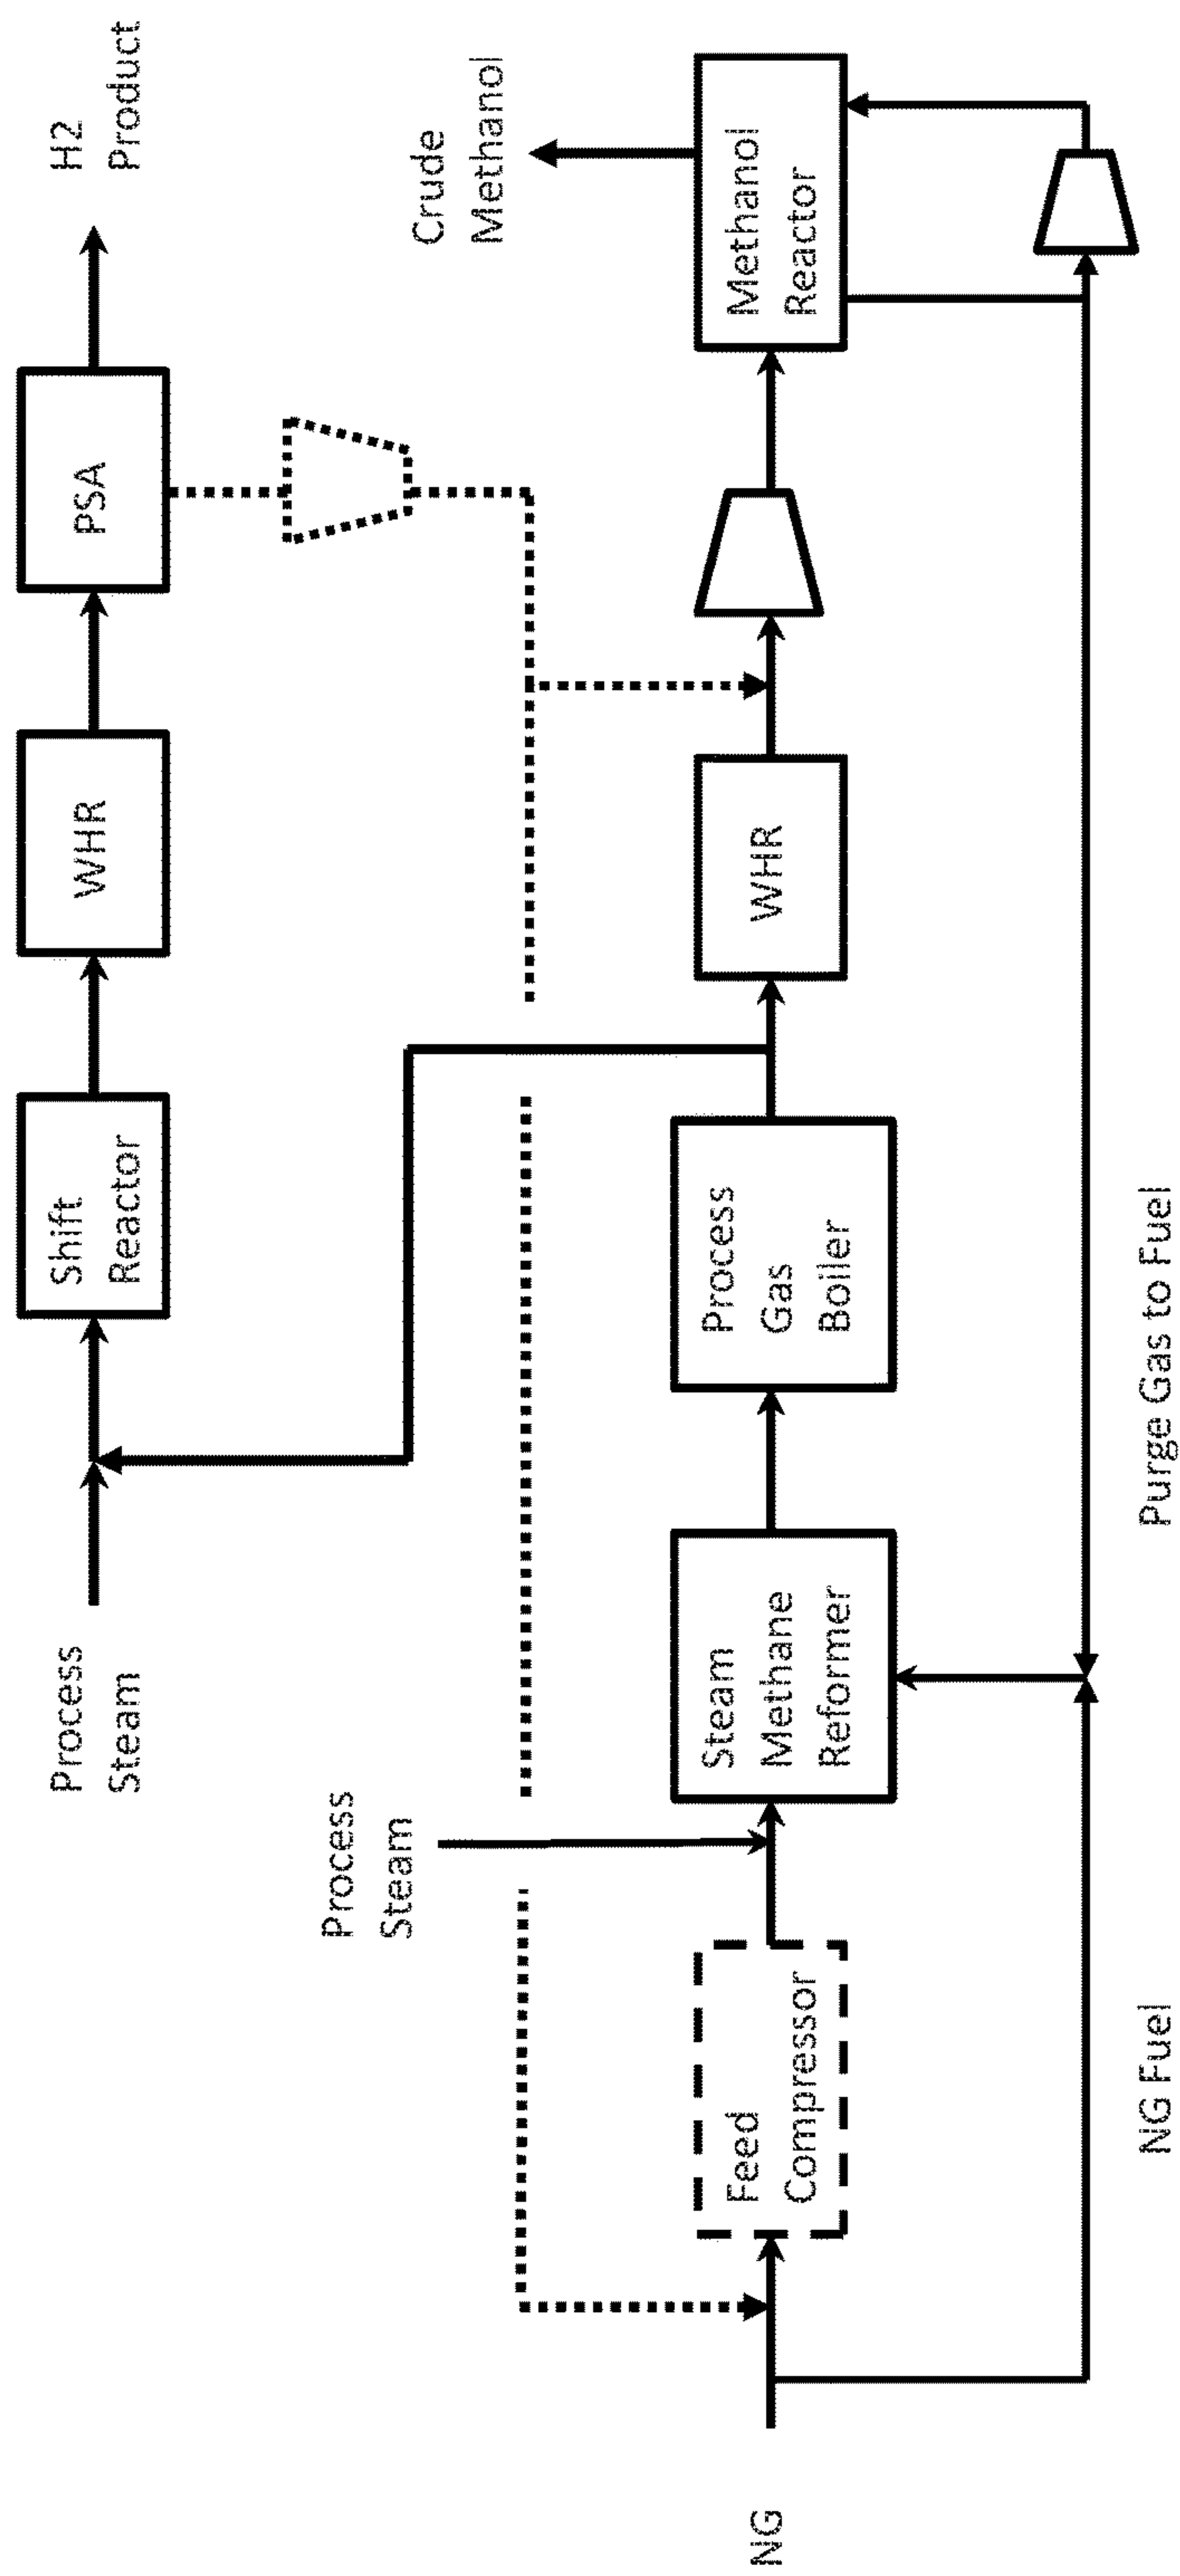 Process
Steam
Shift
Reactor
WHR
PSA
H2
Product
Process
Steam
Crude
Methanol
NG
Feed
Compressor
Steam
Methane
Reformer
Process
Gas
Boiler
WHR
Methanol
Reactor
NG Fuel
Purge Gas to Fuel